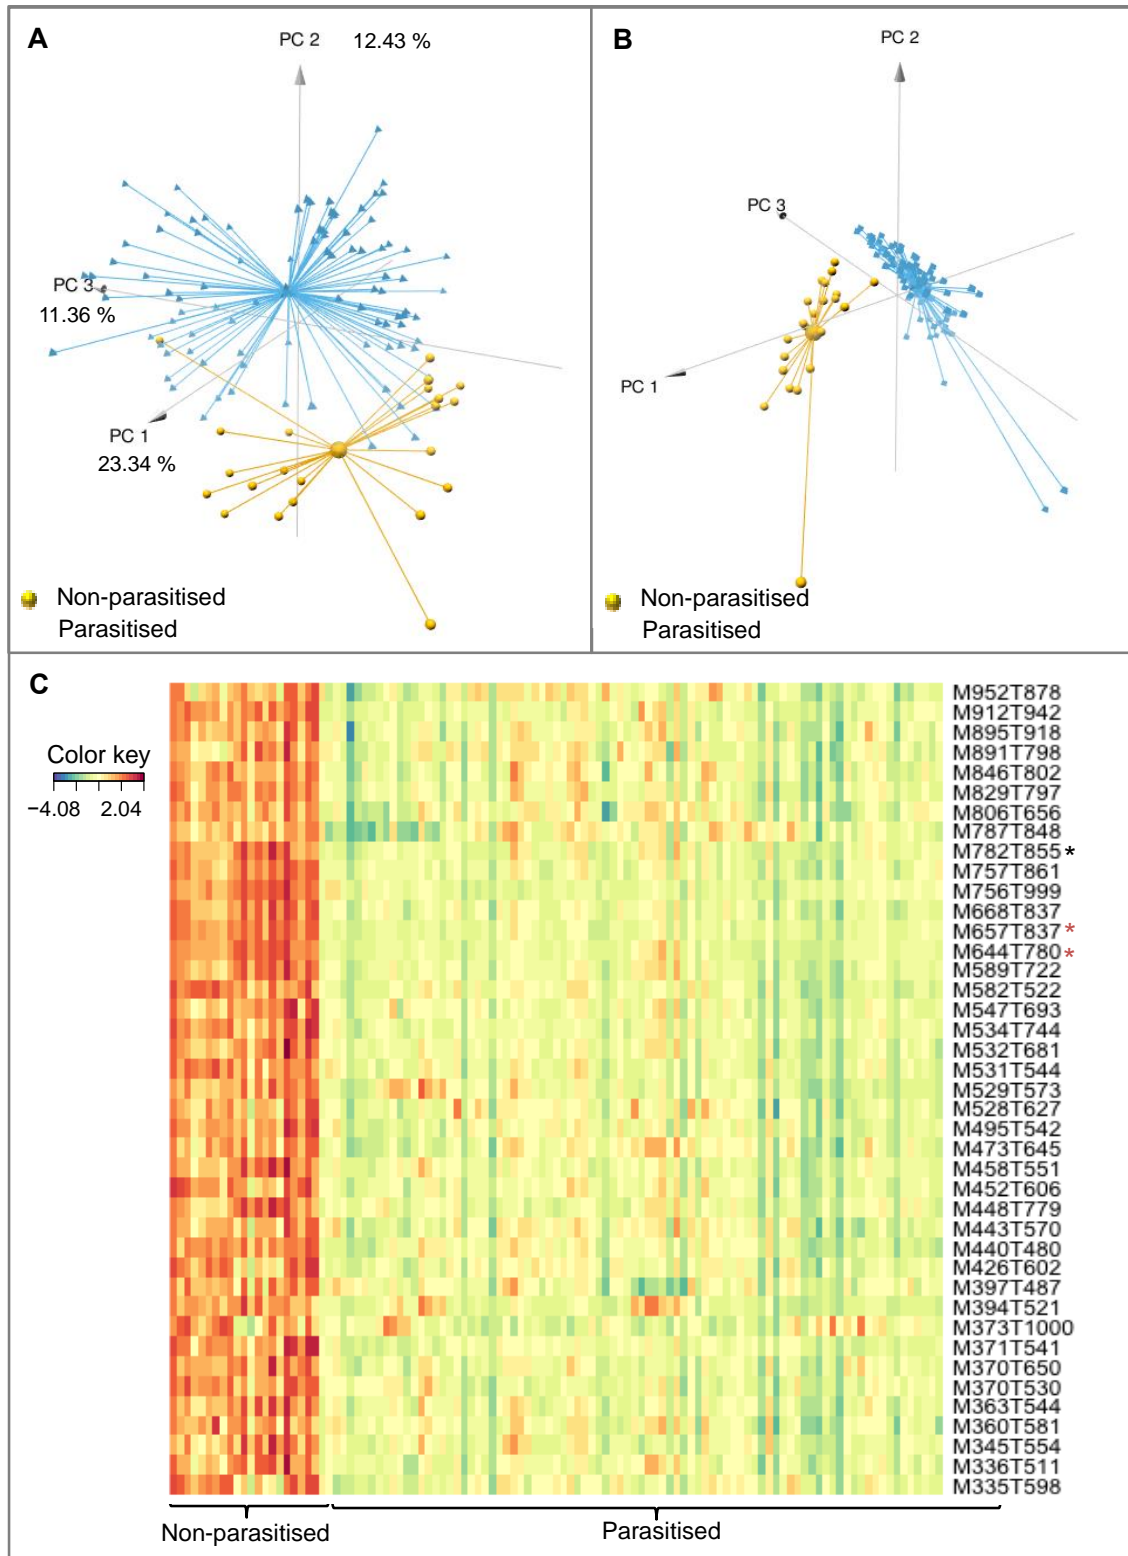 A
PC 2 12.43 %
PC 3
11.36 %
PC 1
23.34 %
Non-parasitised
Parasitised
B
PC 2
PC 3
PC 1
Non-parasitised
Parasitised
C
Color key
−4.08 2.04
M952T878
M912T942
M895T918
M891T798
M846T802
M829T797
M806T656
M787T848
M782T855 *
M757T861
M756T999
M668T837
M657T837 *
M644T780 *
M589T722
M582T522
M547T693
M534T744
M532T681
M531T544
M529T573
M528T627
M495T542
M473T645
M458T551
M452T606
M448T779
M443T570
M440T480
M426T602
M397T487
M394T521
M373T1000
M371T541
M370T650
M370T530
M363T544
M360T581
M345T554
M336T511
M335T598
Non-parasitised
Parasitised